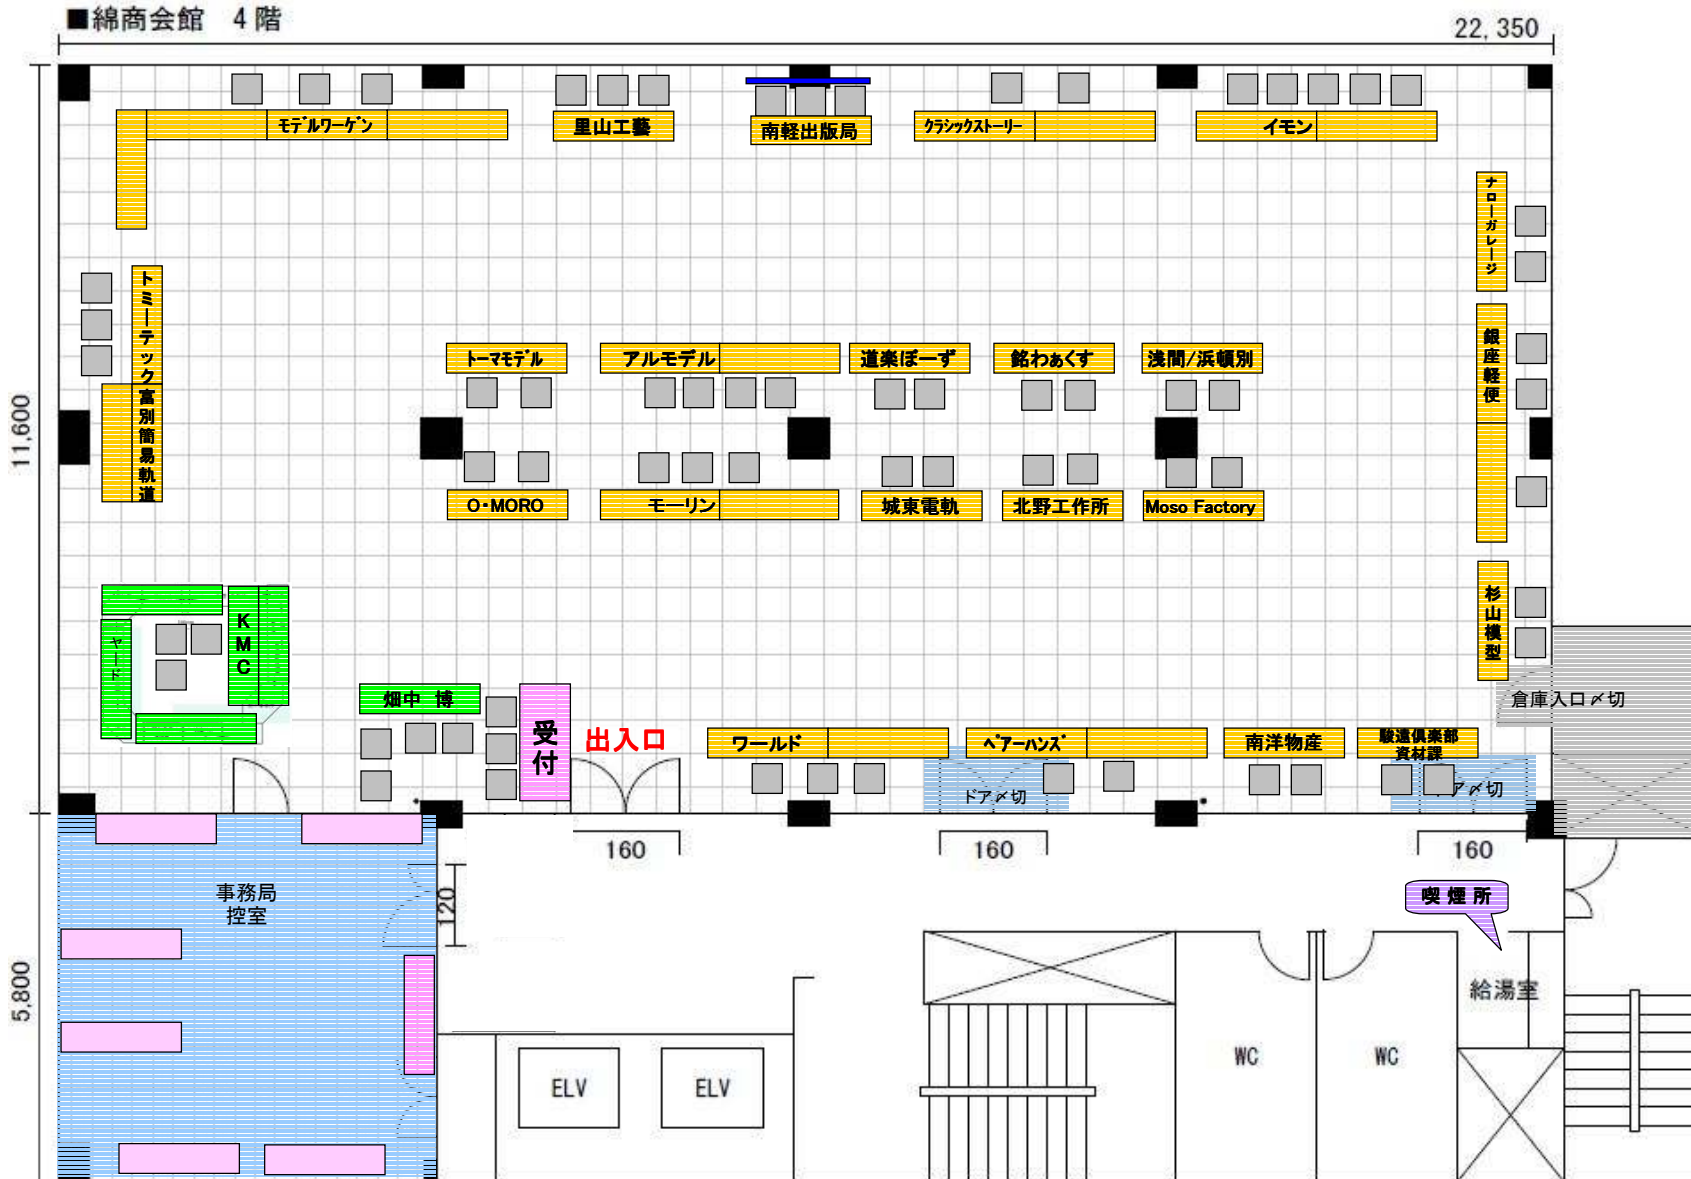 ■綿商会館　4階
22,350
モデルワーゲン
里山工藝
南軽出版局
クラシックストーリー
イモン
ナローガレージ
トミーテック
銀座軽便
トーマモデル
アルモデル
道楽ぼーず
銘わぁくす
浅間/浜頓別
富別簡易軌道
11,600
O・MORO
モーリン
城東電軌
北野工作所
Moso Factory
杉山模型
KMC
ヤード
畑中　博
受付
出入口
ワールド
ペアーハンズ
南洋物産
駿遠倶楽部
資材課
倉庫入口〆切
ドア〆切
ドア〆切
160
160
160
事務局
控室
120
喫煙所
5,800
給湯室
ELV
ELV
WC
WC